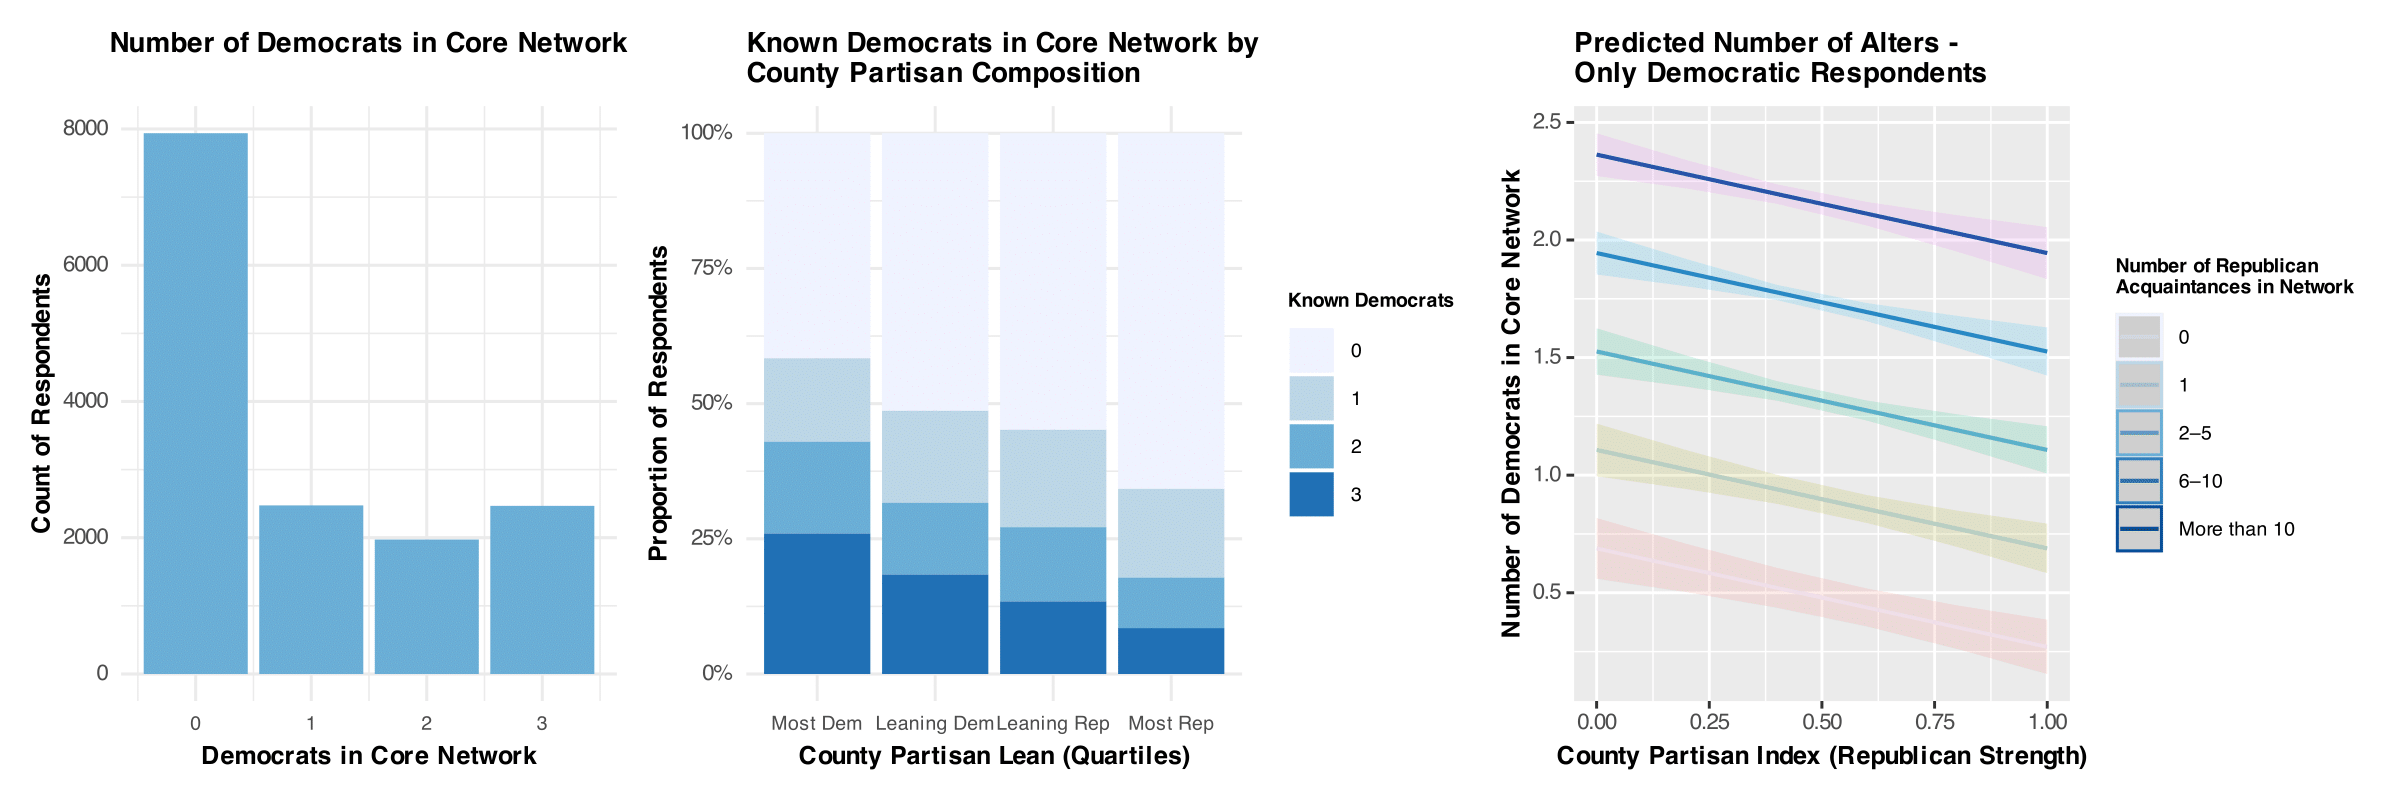 Number of Democrats in Core Network
Count of Respondents
8000
6000
4000
2000
0
0
1
2
3
Democrats in Core Network
Known Democrats in Core Network by
County Partisan Composition
Proportion of Respondents
100%
75%
50%
25%
0%
Most Dem
Leaning Dem
Leaning Rep
Most Rep
County Partisan Lean (Quartiles)
Known Democrats
0
1
2
3
Predicted Number of Alters -
Only Democratic Respondents
Number of Democrats in Core Network
2.5
2.0
1.5
1.0
0.5
0.00
0.25
0.50
0.75
1.00
County Partisan Index (Republican Strength)
Number of Republican
Acquaintances in Network
0
1
2–5
6–10
More than 10